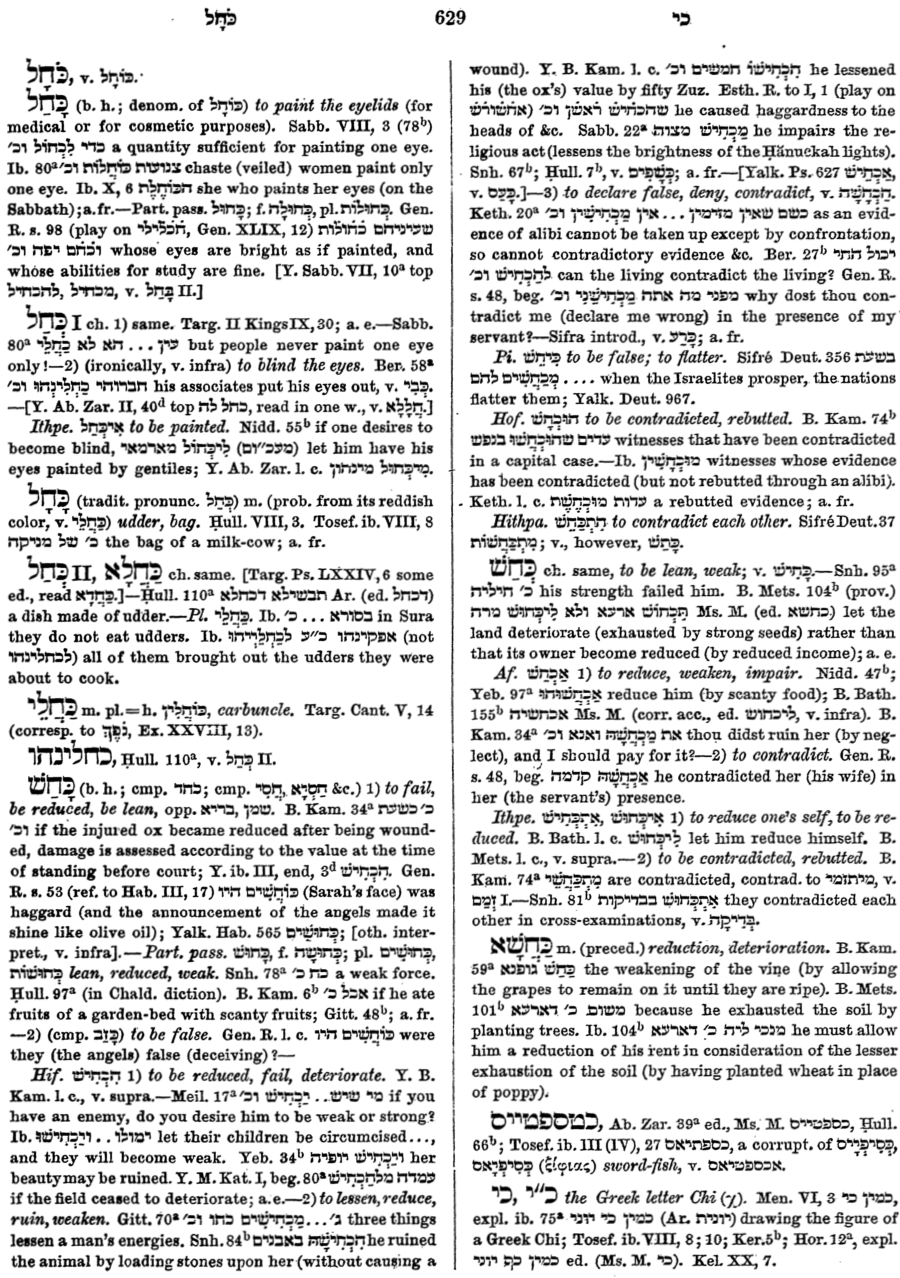 כֹּחָל 629 כי
כֹּחָל, v. כּוֹחָל.
כָּחַל (b. h.; denom. of כּוֹחָל) to paint the eyelids (for
medical or for cosmetic purposes). Sabb. VIII, 3 (78b)
כדי לִכְחוֹל וכ׳ a quantity sufficient for painting one eye.
Ib. 80a צנועות כּוֹחֲלוֹת וכ׳ chaste (veiled) women paint only
one eye. Ib. X, 6 הכּוֹחֶלֶת she who paints her eyes (on the
Sabbath); a. fr.—Part. pass. כָּחוּל; f. כְּחוּלָה, pl. כְּחוּלוֹת. Gen.
R. s. 98 (play on חכלילי, Gen. XLIX, 12) שעיניהם כחולות
וכחם יפה וכ׳ whose eyes are bright as if painted, and
whose abilities for study are fine. [Y. Sabb. VII, 10a top
מכחיל, להכחיל, v. כָּחַל II.]
כְּחַל I ch. 1) same. Targ. II Kings IX, 30; a. e.—Sabb.
80a עין ... הא לא כָּחֲלֵי but people never paint one eye
only!—2) (ironically, v. infra) to blind the eyes. Ber. 58a
חברוהי כַּחֲלִינְהוּ וכ׳ his associates put his eyes out, v. כְּבֵי.
—[Y. Ab. Zar. II, 40d top כחל לה, read in one w., v. חֲלָלָא.]
Ithpe. אִיכְּחַל to be painted. Nidd. 55b if one desires to
become blind, לִיכְּחוֹל מארמאי (מעכ״ום) let him have his
eyes painted by gentiles; Y. Ab. Zar. l. c. מִיכְּחוּל מינהון.
כָּחָל (tradit. pronunc. כְּחָל) m. (prob. from its reddish
color, v. כַּחֲלֵי) udder, bag. Ḥull. VIII, 3. Tosef. ib. VIII, 8
כ׳ של מניקה the bag of a milk-cow; a. fr.
כְּחַל II, כַּחֲלָא ch. same. [Targ. Ps. LXXIV, 6 some
ed., read כַּחֲדָא.]—Ḥull. 110a תבשילא דכחלא Ar. (ed. דכחל)
a dish made of udder.—Pl. כַּחֲלֵי. Ib. בסורא ... כ׳ in Sura
they do not eat udders. Ib. אפקינהו כ״ע לכַחֲלַיְיהוּ (not
לכחלינהו) all of them brought out the udders they were
about to cook.
כַּחֲלֵי m. pl.=h. כּוֹחֲלִין, carbuncle. Targ. Cant. V, 14
(corresp. to נֹפֶךְ, Ex. XXVIII, 13).
כחלינהו, Ḥull. 110a, v. כְּחַל II.
כָּחַשׁ (b. h.; cmp. כחד; cmp. חסי, חַסְיָא &c.) 1) to fail,
be reduced, be lean, opp. שמן, בריא. B. Kam. 34a כ׳ כשעת
וכ׳ if the injured ox became reduced after being wound-
ed, damage is assessed according to the value at the time
of standing before court; Y. ib. III, end, 3d הִכְחִישׁ. Gen.
R. s. 53 (ref. to Hab. III, 17) כּוֹחֲשִׁים היו (Sarah's face) was
haggard (and the announcement of the angels made it
shine like olive oil); Yalk. Hab. 565 כְּחוּשִׁים; [oth. inter-
pret., v. infra].—Part. pass. כָּחוּשׁ, f. כְּחוּשָׁה, pl. כְּחוּשִׁים,
כְּחוּשׁוֹת lean, reduced, weak. Snh. 78a כח כ׳ a weak force.
Ḥull. 97a (in Chald. diction). B. Kam. 6b אכל כ׳ if he ate
fruits of a garden-bed with scanty fruits; Gitt. 48b; a. fr.
—2) (cmp. כָּזַב) to be false. Gen. R. l. c. כּוֹחֲשִׁים היו were
they (the angels) false (deceiving)?—
Hif. הִכְחִישׁ 1) to be reduced, fail, deteriorate. Y. B.
Kam. l. c., v. supra.—Meil. 17a מי שיש.. יַכְחִישׁ וכ׳ if you
have an enemy, do you desire him to be weak or strong?
Ib. ימולו .. ויַכְחִישׁוּ let their children be circumcised...,
and they will become weak. Yeb. 34b ויַכְחִישׁ יופיה her
beauty may be ruined. Y. M. Kat. I, beg. 80a עמדה מלהַכְחִישׁ
if the field ceased to deteriorate; a. e.—2) to lessen, reduce,
ruin, weaken. Gitt. 70a ג׳ ...מַכְחִישִׁים כחו וכ׳ three things
lessen a man's energies. Snh. 84b הִכְחִישָׁהּ באבנים he ruined
the animal by loading stones upon her (without causing a
wound). Y. B. Kam. l. c. הִכְחִישׁוֹ חמשים וכ׳ he lessened
his (the ox's) value by fifty Zuz. Esth. R. to I, 1 (play on
אחשורש) שהכחיש ראשן וכ׳ he caused haggardness to the
heads of &c. Sabb. 22a מַכְחִישׁ מצות he impairs the re-
ligious act (lessens the brightness of the Hănuckah lights).
Snh. 67b; Ḥull. 7b, v. כְּשָׁפִים; a. fr.—[Yalk. Ps. 627 אַכְחִישׁ,
v. כָּעַס.]—3) to declare false, deny, contradict, v. הַכְחָשָׁה.
Keth. 20a כשם שאין מזימין ... אין מַכְחִישִׁין וכ׳ as an evid-
ence of alibi cannot be taken up except by confrontation,
so cannot contradictory evidence &c. Ber. 27b יכול החי
להַכְחִישׁ וכ׳ can the living contradict the living? Gen. R.
s. 48, beg. מפני מה אתה מַכְחִישֵׁנִי וכ׳ why dost thou con-
tradict me (declare me wrong) in the presence of my
servant?—Sifra introd., v. כָּרַע; a. fr.
Pi. כִּיחֵשׁ to be false; to flatter. Sifré Deut. 356 בשעת
.... מְכַחֲשִׁים להם when the Israelites prosper, the nations
flatter them; Yalk. Deut. 967.
Hof. הוּכְחַשׁ to be contradicted, rebutted. B. Kam. 74b
עדים שהוּכְחֲשׁוּ בנפש witnesses that have been contradicted
in a capital case.—Ib. מוּכְחָשִׁין witnesses whose evidence
has been contradicted (but not rebutted through an alibi).
Keth. l. c. עדות מוּכְחֶשֶׁת a rebutted evidence; a. fr.
Hithpa. הִתְכַּחֵשׁ to contradict each other. Sifré Deut. 37
מִתְכַּחֲשׁוֹת; v., however, כָּחַשׁ.
כְּחַשׁ ch. same, to be lean, weak; v. כָּחִישׁ.—Snh. 95a
כ׳ חיליה his strength failed him. B. Mets. 104b (prov.)
תִּכְחוֹשׁ ארעא ולא לִיכְּחוּשׁ מרה Ms. M. (ed. כחשא) let the
land deteriorate (exhausted by strong seeds) rather than
that its owner become reduced (by reduced income); a. e.
Af. אַכְחַשׁ 1) to reduce, weaken, impair. Nidd. 47b;
Yeb. 97a אַכְחֲשׁוּהוּ reduce him (by scanty food); B. Bath.
155b אכחשיה Ms. M. (corr. acc., ed. ליכחוש, v. infra). B.
Kam. 34a את מַכְחֲשַׁתְּ ואנא וכ׳ thou didst ruin her (by neg-
lect), and I should pay for it?—2) to contradict. Gen. R.
s. 48, beg. אַכְחֲשָׁהּ קדמה he contradicted her (his wife) in
her (the servant's) presence.
Ithpe. אִיכְּחוּשׁ, אִתְכְּחִישׁ 1) to reduce one's self, to be re-
duced. B. Bath. l. c. לִיכְּחוּשׁ let him reduce himself. B.
Mets. l. c., v. supra.—2) to be contradicted, rebutted. B.
Kam. 74a מִתְכַּחֲשֵׁי are contradicted, contrad. to מיתזמי, v.
זְמַם I.—Snh. 81b אִתְכְּחוּשׁ בבדיקות they contradicted each
other in cross-examinations, v. בְּדִיקָה.
כַּחֲשָׁא m. (preced.) reduction, deterioration. B. Kam.
59a כְּחַשׁ גופנא the weakening of the vine (by allowing
the grapes to remain on it until they are ripe). B. Mets.
101b משום כ׳ דארעא because he exhausted the soil by
planting trees. Ib. 104b מנכי ליה כ׳ דארעא he must allow
him a reduction of his rent in consideration of the lesser
exhaustion of the soil (by having planted wheat in place
of poppy).
כטספטייס, Ab. Zar. 39a ed., Ms. M. כספטייס, Ḥull.
66b; Tosef. ib. III (IV), 27 כספתיאס, a corrupt. of כְּסִיפְיָיס,
כְּסִיפְיָאס (ξιφίας) sword-fish, v. אכספטיאס.
כִי, כ״י the Greek letter Chi (χ). Men. VI, 3 כמין כי,
expl. ib. 75a כמין כי יוני (Ar. יונית) drawing the figure of
a Greek Chi; Tosef. ib. VIII, 8; 10; Ker. 5b; Hor. 12a, expl.
כמין כף יוני ed. (Ms. M. כי). Kel. XX, 7.